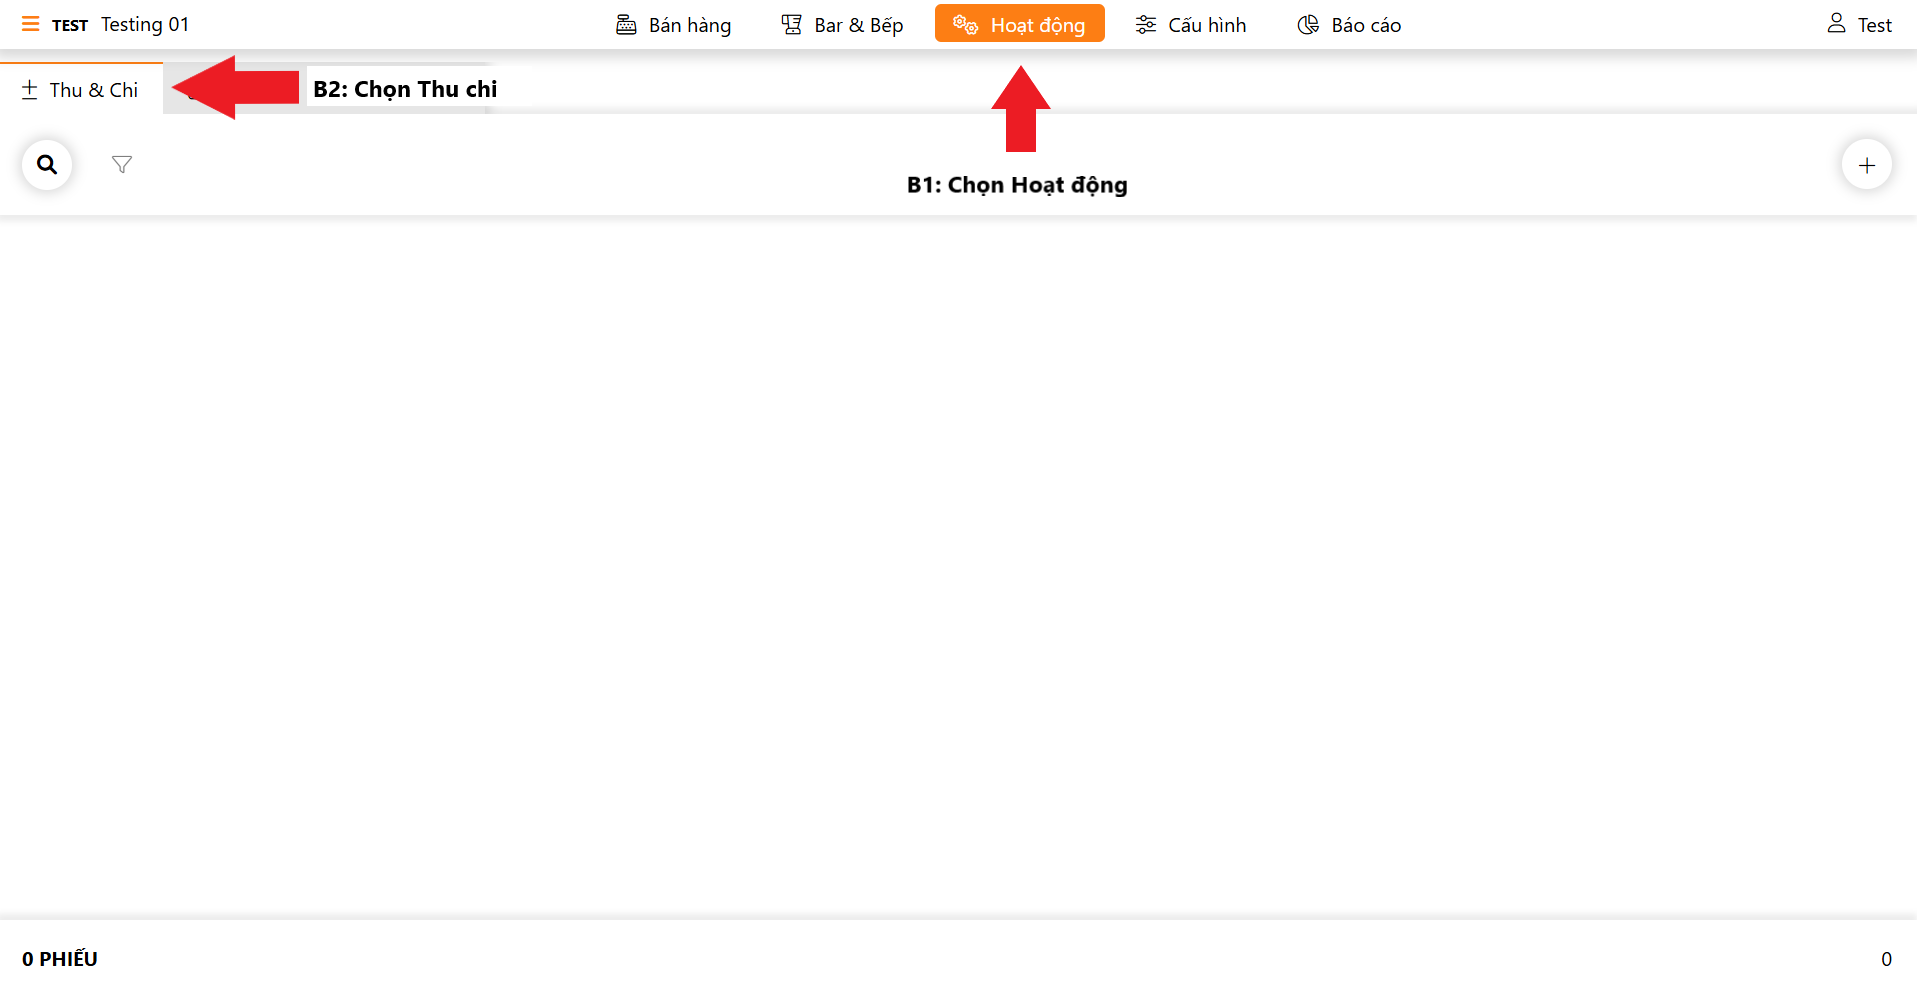 TEST Testing 01 Bán hàng Bar & Bếp Hoạt động Cấu hình Báo cáo Test
Thu & Chi B2: Chọn Thu chi
B1: Chọn Hoạt động
0 PHIẾU 0